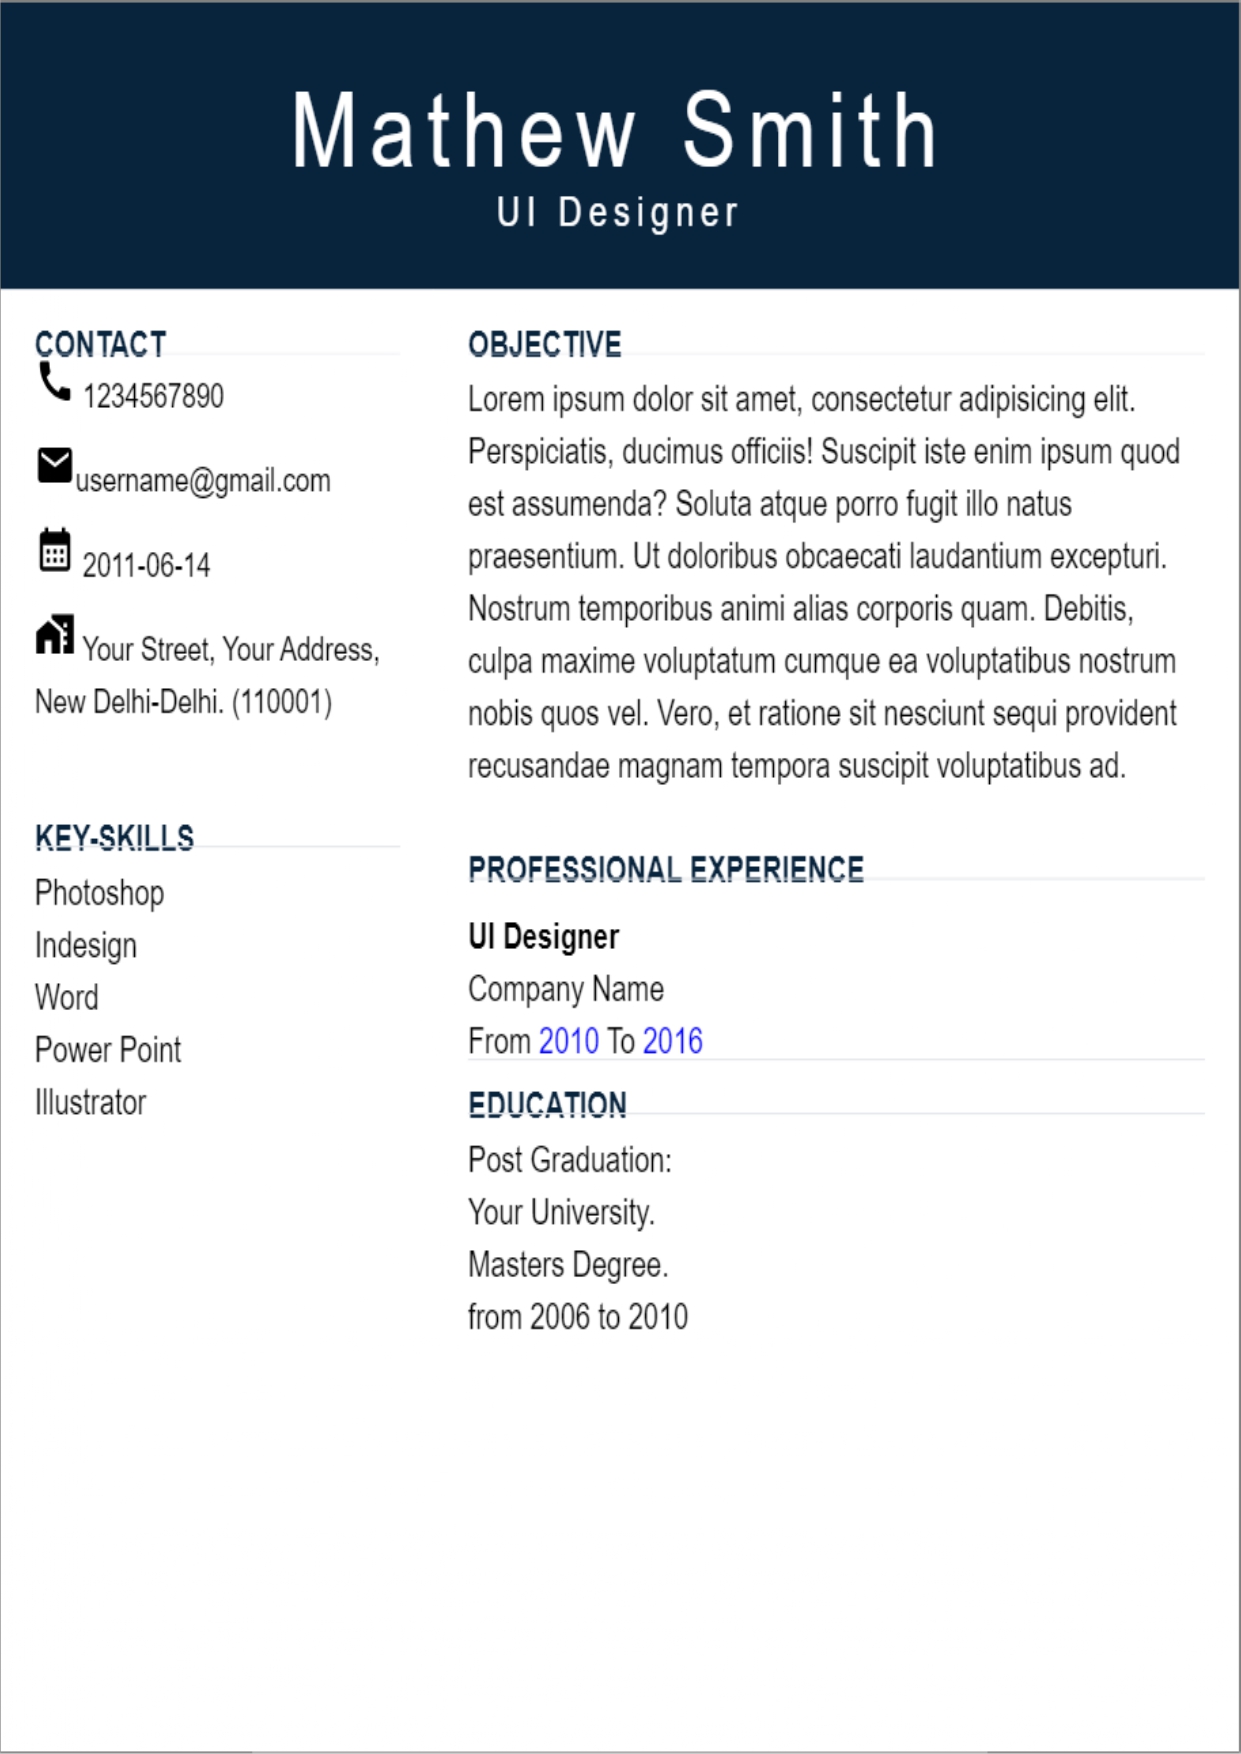 Mathew Smith
UI Designer
CONTACT
1234567890
username@gmail.com
2011-06-14
Your Street, Your Address,
New Delhi-Delhi. (110001)
KEY-SKILLS
Photoshop
Indesign
Word
Power Point
Illustrator
OBJECTIVE
Lorem ipsum dolor sit amet, consectetur adipisicing elit.
Perspiciatis, ducimus officiis! Suscipit iste enim ipsum quod
est assumenda? Soluta atque porro fugit illo natus
praesentium. Ut doloribus obcaecati laudantium excepturi.
Nostrum temporibus animi alias corporis quam. Debitis,
culpa maxime voluptatum cumque ea voluptatibus nostrum
nobis quos vel. Vero, et ratione sit nesciunt sequi provident
recusandae magnam tempora suscipit voluptatibus ad.
PROFESSIONAL EXPERIENCE
UI Designer
Company Name
From 2010 To 2016
EDUCATION
Post Graduation:
Your University.
Masters Degree.
from 2006 to 2010